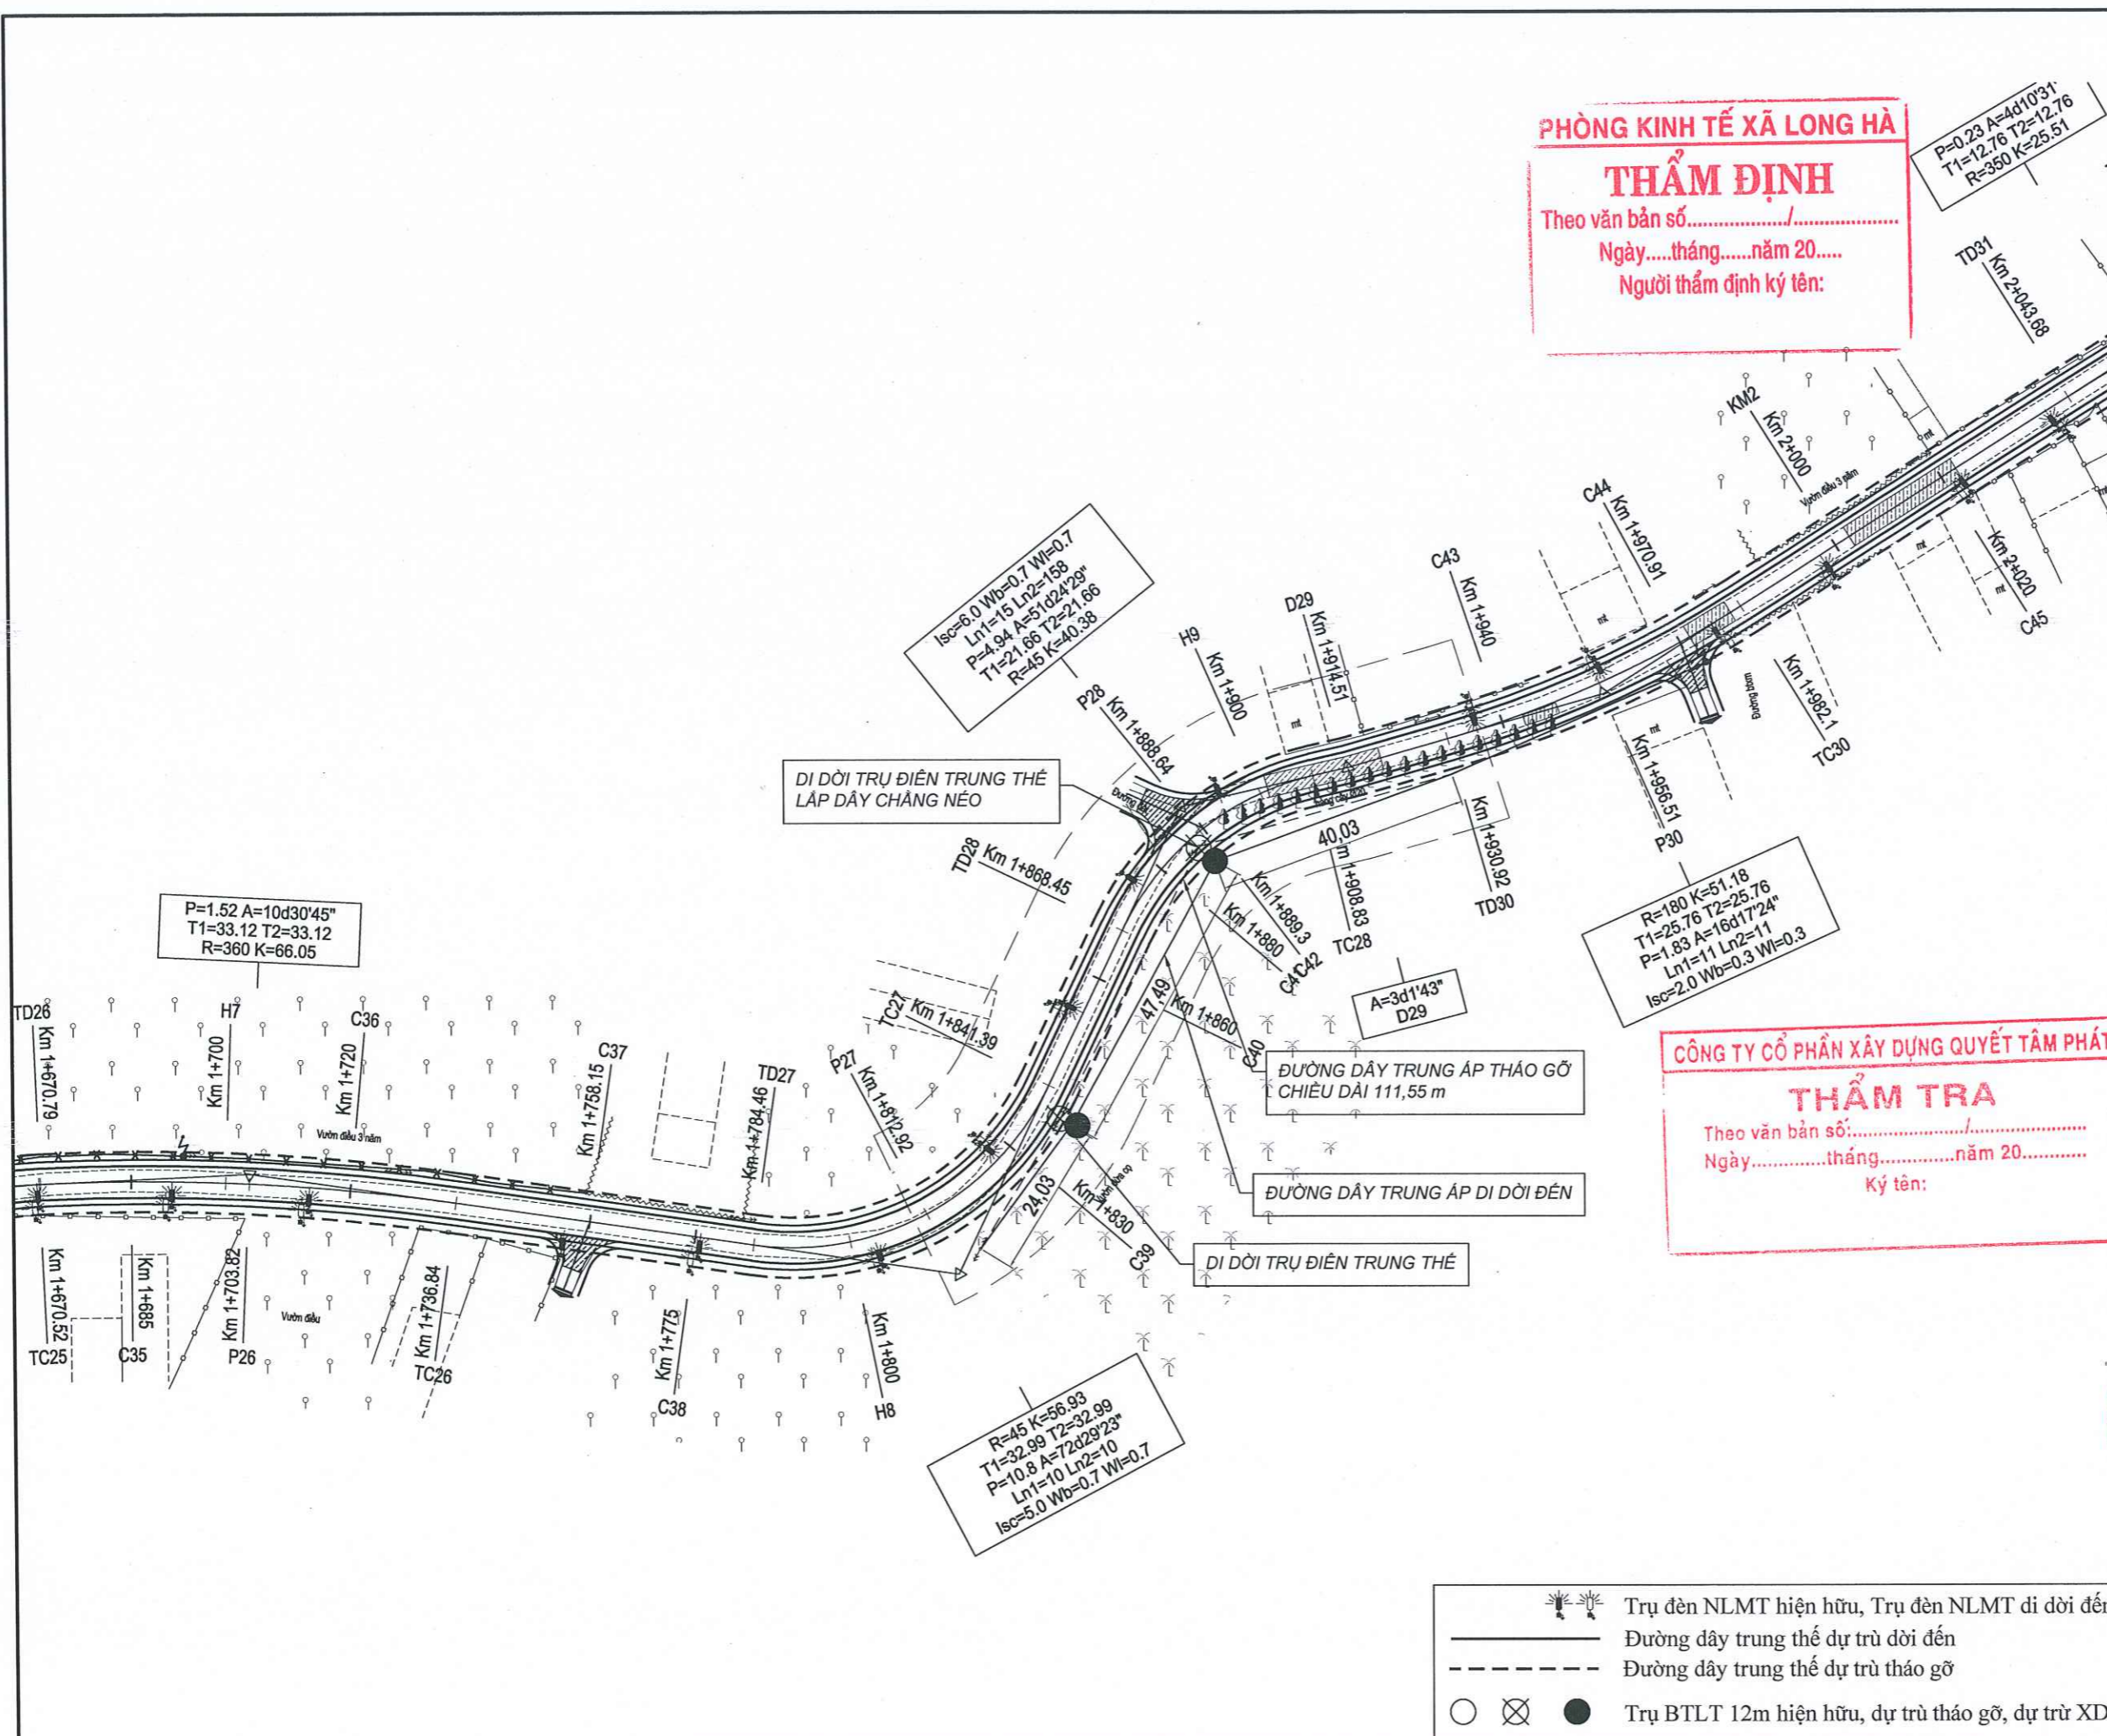 PHÒNG KINH TẾ XÃ LONG HÀ
THẨM ĐỊNH
Theo văn bản số.................../....................
Ngày.....tháng......năm 20.....
Người thẩm định ký tên:
P=0.23 A=4d10'31"
T1=12.76 T2=12.76
R=350 K=25.51
TD31
Km 2+043.68
KM2
Km 2+000
Vườn điều 3 năm
C44
Km 1+970.91
C43
Km 1+940
D29
Km 1+914.51
H9
Km 1+900
Isc=6.0 Wb=0.7 Wl=0.7
Ln1=15 Ln2=158
P=4.94 A=51d24'29"
T1=21.66 T2=21.66
R=45 K=40.38
P28
Km 1+888.64
mt
mt
mt
mt
mt
mt
Km 2+020
C45
Km 1+982.1
TC30
Km 1+956.51
P30
DI DỜI TRỤ ĐIỆN TRUNG THẾ
LẮP DÂY CHẰNG NÉO
TD28
Km 1+868.45
40,03
Km 1+930.92
TD30
m 1+908.83
TC28
Km 1+889.3
C42
Km 1+880
C41
R=180 K=51.18
T1=25.76 T2=25.76
P=1.83 A=16d17'24"
Ln1=11 Ln2=11
Isc=2.0 Wb=0.3 Wl=0.3
A=3d1'43"
D29
P=1.52 A=10d30'45"
T1=33.12 T2=33.12
R=360 K=66.05
TD26
Km 1+670.79
H7
Km 1+700
C36
Km 1+720
Vườn điều 3 năm
C37
Km 1+758.15
TD27
Km 1+784.46
P27
Km 1+812.92
TC27
Km 1+841.39
47,49
Km 1+860
C40
ĐƯỜNG DÂY TRUNG ÁP THÁO GỠ
CHIỀU DÀI 111,55 m
CÔNG TY CỔ PHẦN XÂY DỰNG QUYẾT TÂM PHÁT
THẨM TRA
Theo văn bản số:....................../......................
Ngày..............tháng..............năm 20............
Ký tên:
ĐƯỜNG DÂY TRUNG ÁP DI DỜI ĐẾN
24,03
Km 1+830
C39
DI DỜI TRỤ ĐIỆN TRUNG THẾ
Km 1+670.52
TC25
Km 1+685
C35
Km 1+703.82
P26
Vườn điều
Km 1+736.84
TC26
Km 1+775
C38
Km 1+800
H8
R=45 K=56.93
T1=32.99 T2=32.99
P=10.8 A=72d29'23"
Ln1=10 Ln2=10
Isc=5.0 Wb=0.7 Wl=0.7
Trụ đèn NLMT hiện hữu, Trụ đèn NLMT di dời đến
Đường dây trung thế dự trù dời đến
Đường dây trung thế dự trù tháo gỡ
Trụ BTLT 12m hiện hữu, dự trù tháo gỡ, dự trừ XD